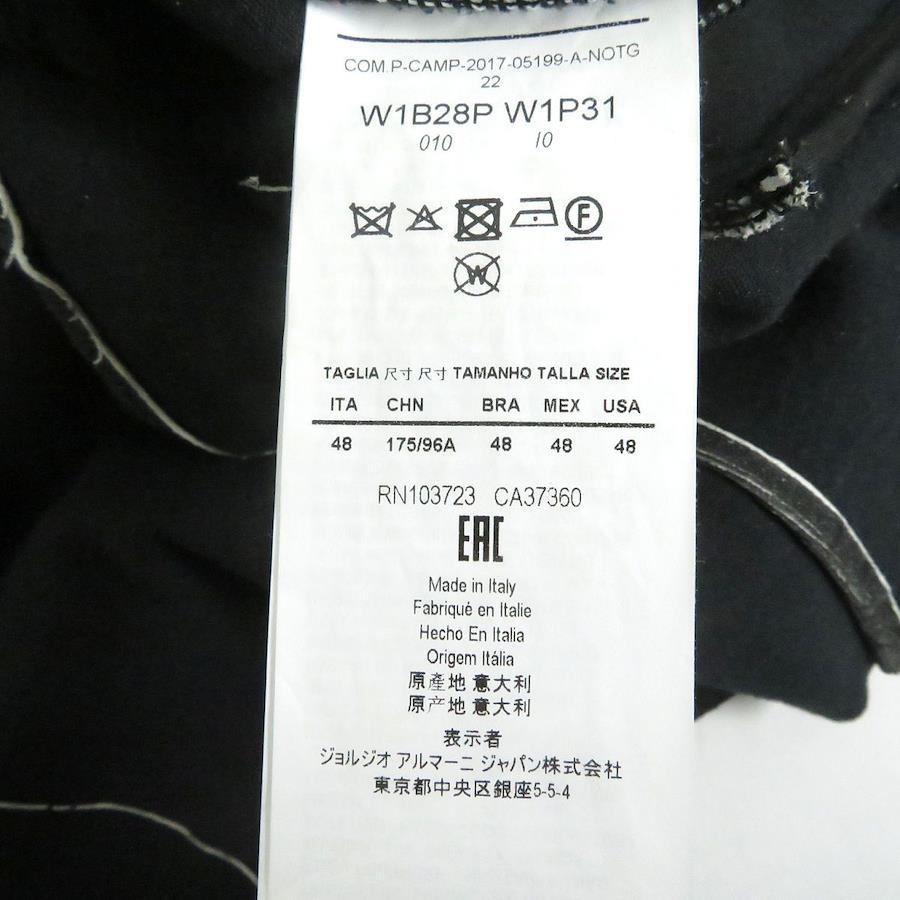 COM.P-CAMP-2017-05199-A-NOTG
22
W1B28P W1P31
010 I0
F
W
TAGLIA 尺寸 尺寸 TAMANHO TALLA SIZE
ITA CHN BRA MEX USA
48 175/96A 48 48 48
RN103723 CA37360
EAC
Made in Italy
Fabriqué en Italie
Hecho En Italia
Origem Itália
原產地 意大利
原产地 意大利
表示者
ジョルジオ アルマーニ ジャパン株式会社
東京都中央区銀座5-5-4